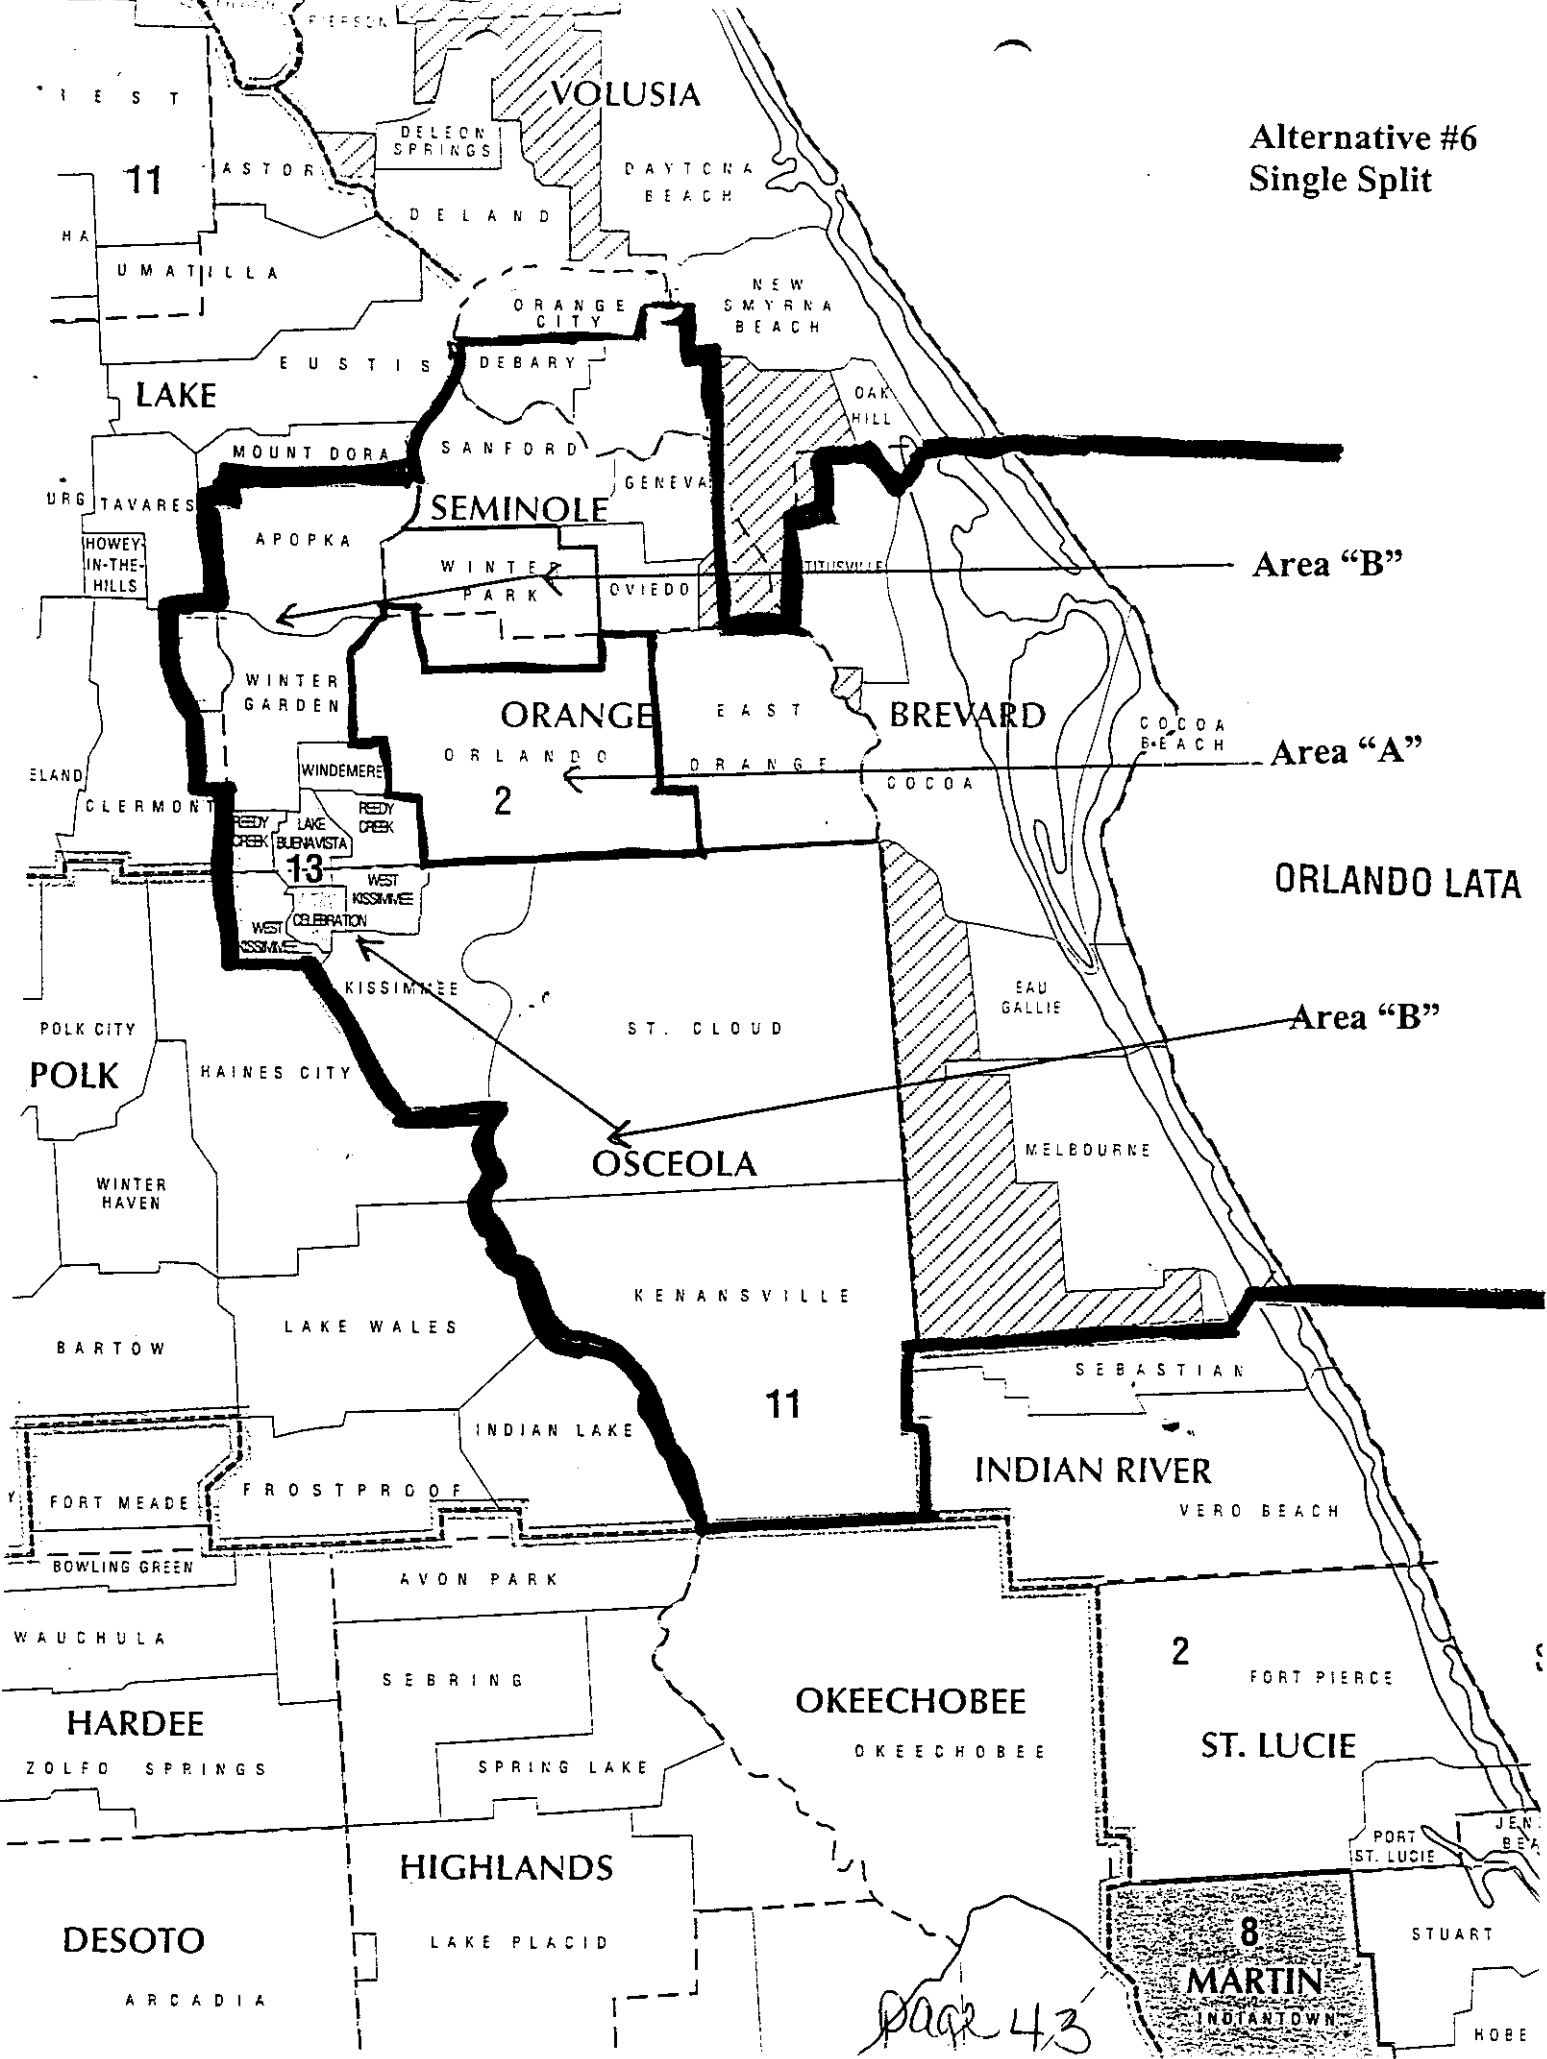 PIERSON
VOLUSIA
Alternative #6
Single Split
DELEON
SPRINGS
11
ASTOR
DAYTONA
BEACH
DELAND
HA
UMATILLA
NEW
SMYRNA
BEACH
ORANGE
CITY
EUSTIS
DEBARY
LAKE
OAK
HILL
MOUNT DORA
SANFORD
GENEVA
URG
TAVARES
SEMINOLE
APOPKA
HOWEY-
IN-THE-
HILLS
WINTER
PARK
OVIEDO
TITUSVILLE
Area “B”
WINTER
GARDEN
ORANGE
EAST
ORANGE
BREVARD
COCOA
BEACH
Area “A”
ORLANDO
2
COCOA
ELAND
CLERMONT
WINDEMERE
REEDY
CREEK
LAKE
BUENAVISTA
REEDY
CREEK
13
ORLANDO LATA
WEST
KISSIMMEE
CELEBRATION
WEST
KISSIMMEE
KISSIMMEE
EAU
GALLIE
Area “B”
POLK CITY
ST. CLOUD
POLK
HAINES CITY
MELBOURNE
OSCEOLA
WINTER
HAVEN
KENANSVILLE
BARTOW
LAKE WALES
SEBASTIAN
11
INDIAN LAKE
INDIAN RIVER
FORT MEADE
FROSTPROOF
VERO BEACH
BOWLING GREEN
AVON PARK
WAUCHULA
2
SEBRING
FORT PIERCE
HARDEE
OKEECHOBEE
ZOLFO SPRINGS
SPRING LAKE
OKEECHOBEE
ST. LUCIE
PORT
ST. LUCIE
JEN
BEA
HIGHLANDS
DESOTO
LAKE PLACID
8
MARTIN
INDIANTOWN
STUART
ARCADIA
HOBE
page 43